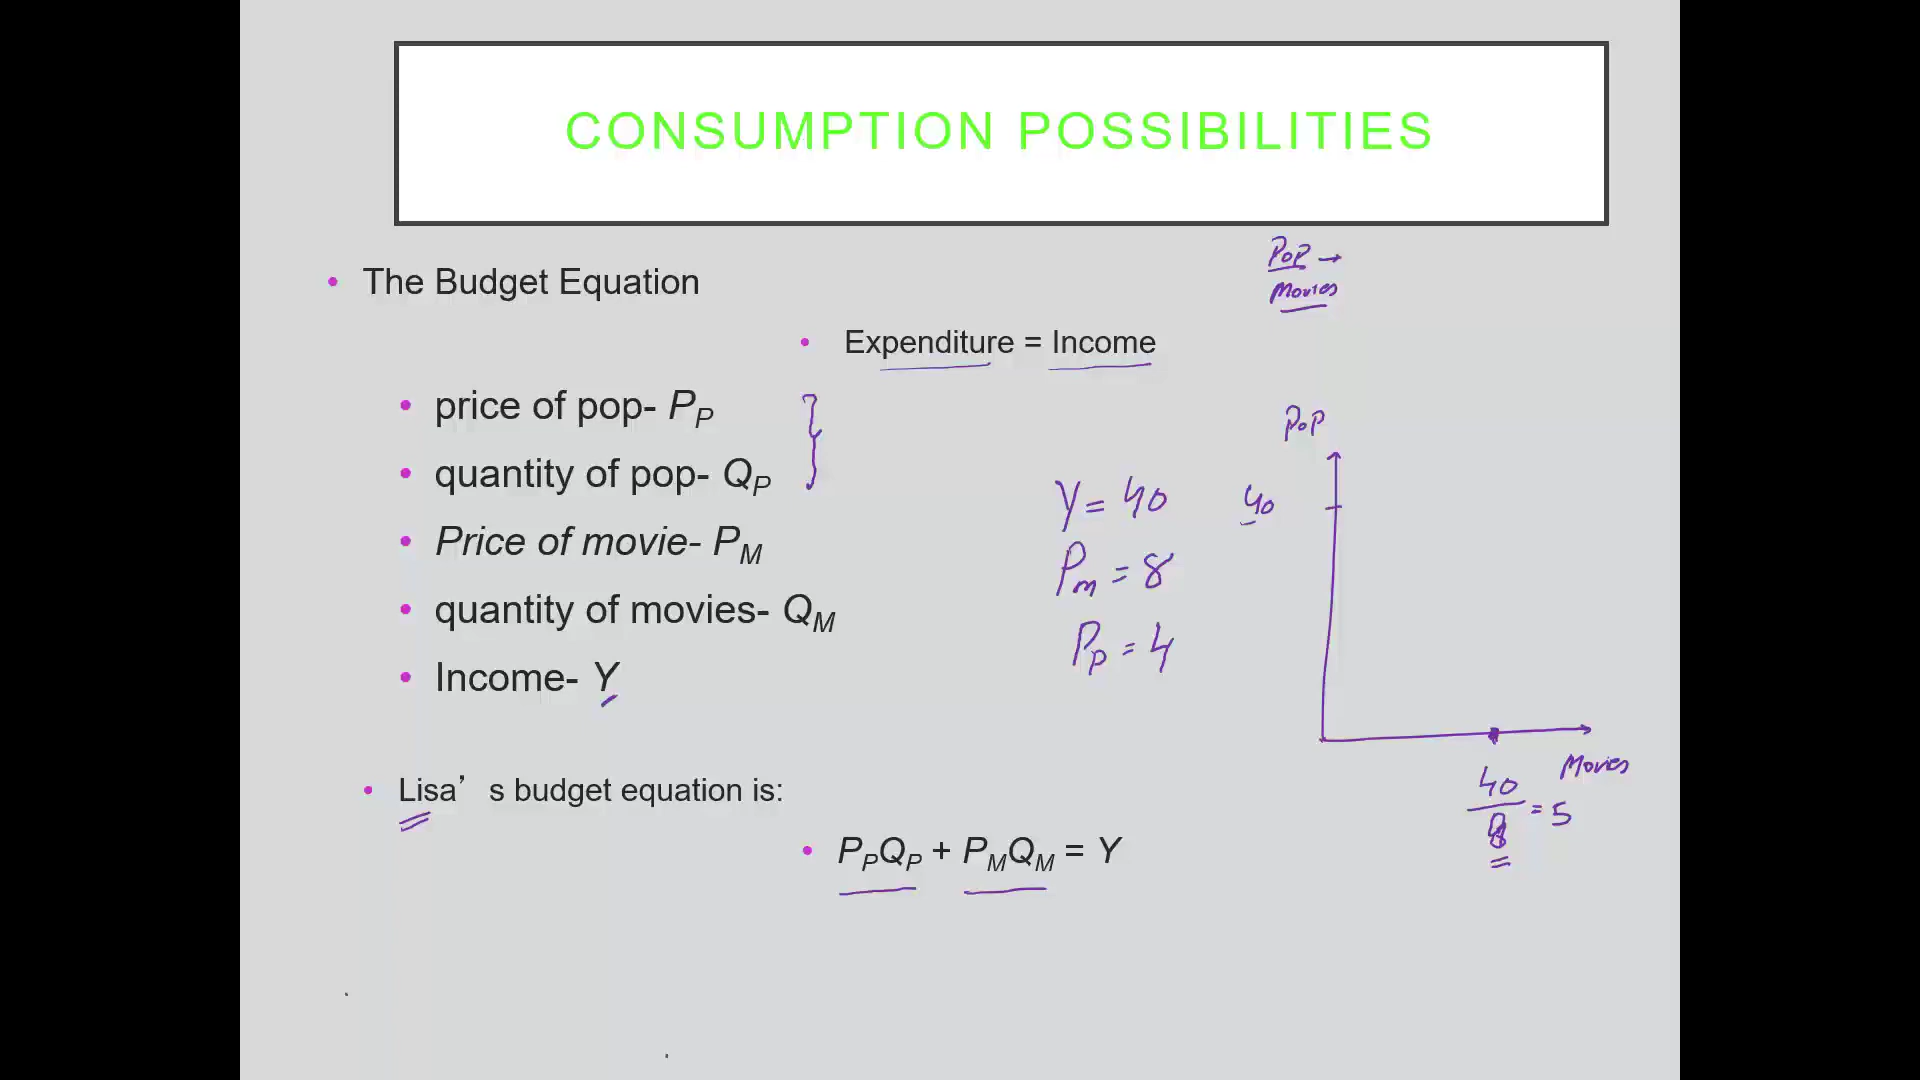 CONSUMPTION POSSIBILITIES
Pop →
Movies
• The Budget Equation
• Expenditure = Income
• price of pop- PP
• quantity of pop- QP
• Price of movie- PM
• quantity of movies- QM
• Income- Y
Y = 40
Pm = 8
Pp = 4
Pop
40
Movies
40
8 = 5
• Lisa’ s budget equation is:
• PPQP + PMQM = Y